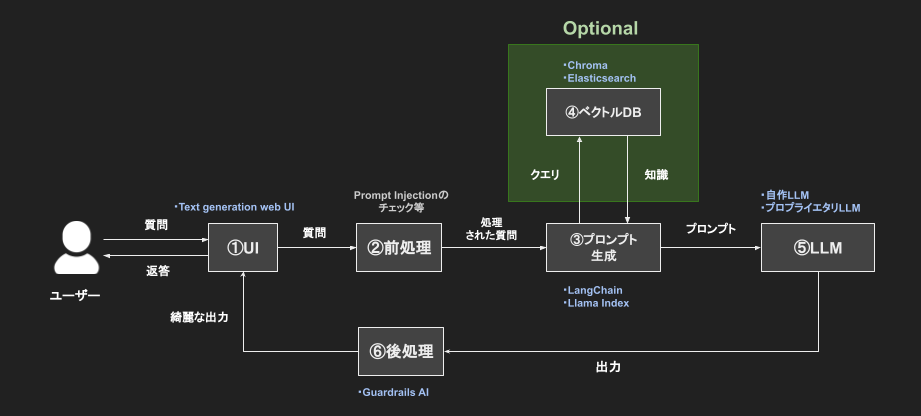 Optional
・Chroma
・Elasticsearch
④ベクトルDB
クエリ
知識
・Text generation web UI
Prompt Injectionの
チェック等
・自作LLM
・プロプライエタリLLM
質問
①UI
質問
②前処理
処理
された質問
③プロンプト
生成
プロンプト
⑤LLM
返答
ユーザー
・LangChain
・Llama Index
綺麗な出力
⑥後処理
出力
・Guardrails AI